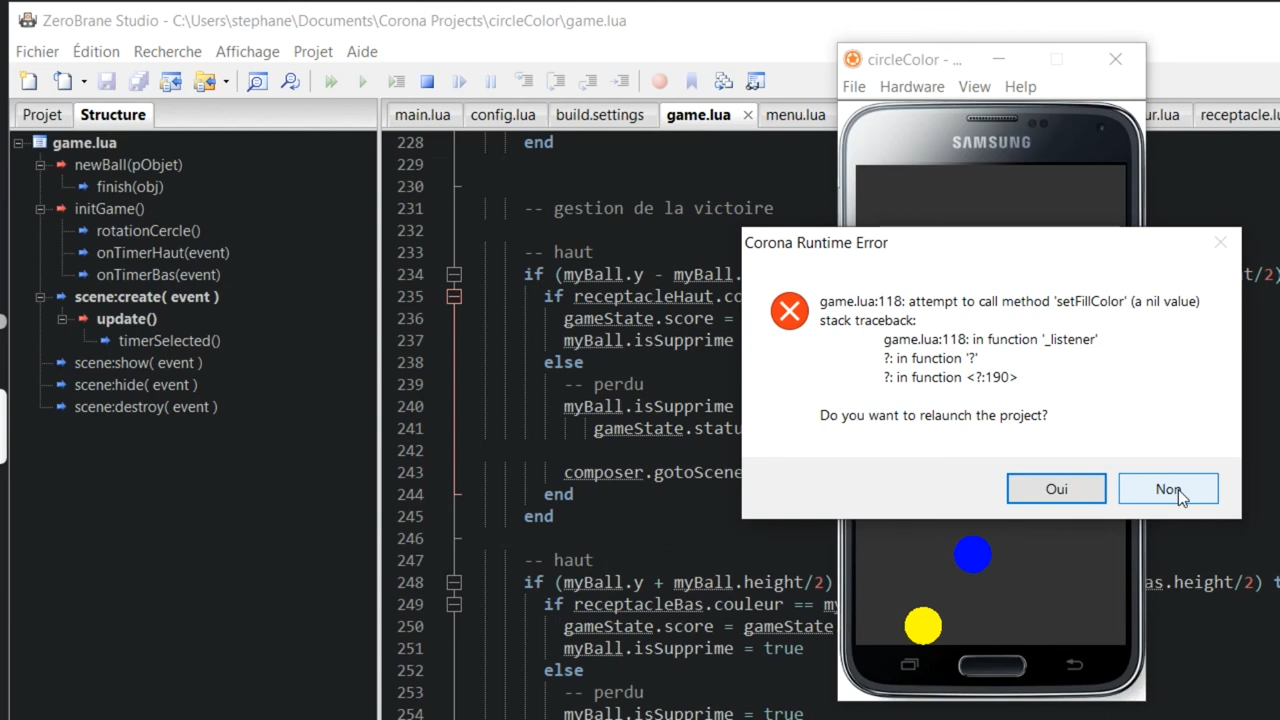 ZeroBrane Studio - C:\Users\stephane\Documents\Corona Projects\circleColor\game.lua
Fichier Édition Recherche Affichage Projet Aide
Projet Structure
game.lua
newBall(pObjet)
finish(obj)
initGame()
rotationCercle()
onTimerHaut(event)
onTimerBas(event)
scene:create( event )
update()
timerSelected()
scene:show( event )
scene:hide( event )
scene:destroy( event )
main.lua config.lua build.settings game.lua menu.lua ur.lua receptacle.lu
228 end
229
230
231 -- gestion de la victoire
232
233 -- haut
234 if (myBall.y - myBall. t/2)
235 if receptacleHaut.co
236 gameState.score =
237 myBall.isSupprime
238 else
239 -- perdu
240 myBall.isSupprime
241 gameState.statu
242
243 composer.gotoScene
244 end
245 end
246
247 -- haut
248 if (myBall.y + myBall.height/2) as.height/2) t
249 if receptacleBas.couleur == my
250 gameState.score = gameState
251 myBall.isSupprime = true
252 else
253 -- perdu
254 myBall.isSupprime = true
circleColor - ...
File Hardware View Help
SAMSUNG
Corona Runtime Error
game.lua:118: attempt to call method 'setFillColor' (a nil value)
stack traceback:
game.lua:118: in function '_listener'
?: in function '?'
?: in function <?:190>
Do you want to relaunch the project?
Oui Non